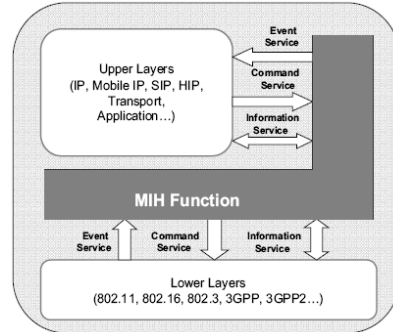 Event
Service
Upper Layers
(IP, Mobile IP, SIP, HIP,
Transport,
Application...)
Command
Service
Information
Service
MIH Function
Event
Service
Command
Service
Information
Service
Lower Layers
(802.11, 802.16, 802.3, 3GPP, 3GPP2...)